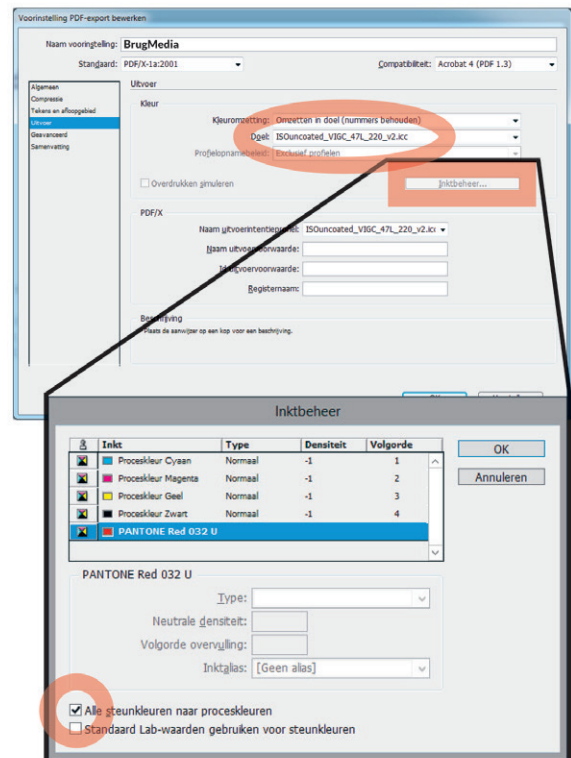 Voorinstelling PDF-export bewerken
Naam voorinstelling: BrugMedia
Standaard: PDF/X-1a:2001 Compatibiliteit: Acrobat 4 (PDF 1.3)
Algemeen
Compressie
Tekens en afloopgebied
Uitvoer
Geavanceerd
Samenvatting
Uitvoer
Kleur
Kleuromzetting: Omzetten in doel (nummers behouden)
Doel: ISOuncoated_VIGC_47L_220_v2.icc
Profielopnamebeleid: Exclusief profielen
Overdrukken simuleren Inktbeheer...
PDF/X
Naam uitvoerintentieprofiel: ISOuncoated_VIGC_47L_220_v2.icc
Naam uitvoervoorwaarde:
Id uitvoervoorwaarde:
Registernaam:
Beschrijving
Plaats de aanwijzer op een kop voor een beschrijving.
Inktbeheer
Inkt Type Densiteit Volgorde
Proceskleur Cyaan Normaal -1 1
Proceskleur Magenta Normaal -1 2
Proceskleur Geel Normaal -1 3
Proceskleur Zwart Normaal -1 4
PANTONE Red 032 U
OK
Annuleren
PANTONE Red 032 U
Type:
Neutrale densiteit:
Volgorde overvulling:
Inktalias: [Geen alias]
Alle steunkleuren naar proceskleuren
Standaard Lab-waarden gebruiken voor steunkleuren